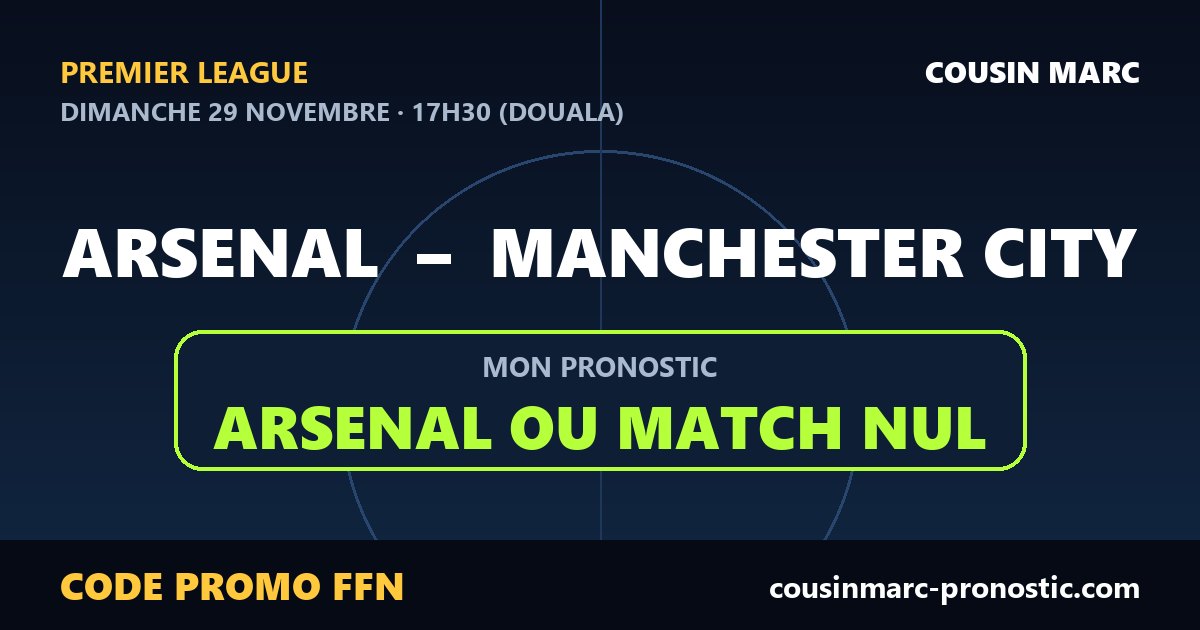 PREMIER LEAGUE
COUSIN MARC
DIMANCHE 29 NOVEMBRE · 17H30 (DOUALA)
ARSENAL – MANCHESTER CITY
MON PRONOSTIC
ARSENAL OU MATCH NUL
CODE PROMO FFN
cousinmarc-pronostic.com